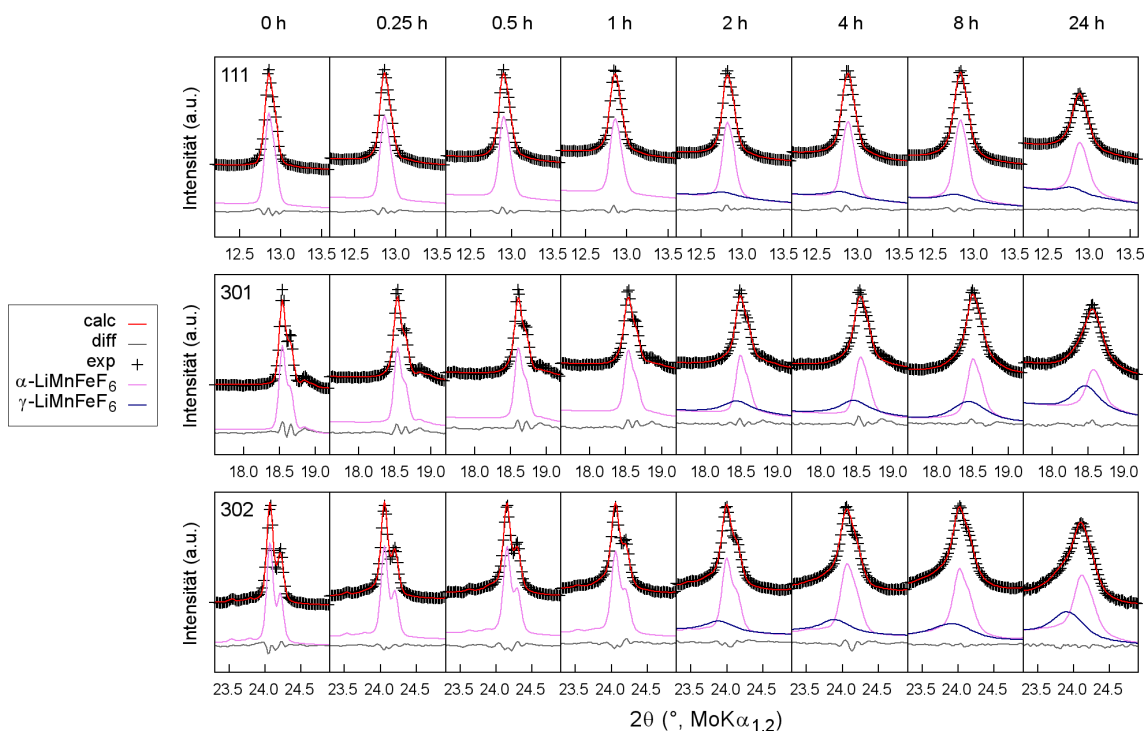 0 h 0.25 h 0.5 h 1 h 2 h 4 h 8 h 24 h
111
Intensität (a.u.)
12.5 13.0 13.5 12.5 13.0 13.5 12.5 13.0 13.5 12.5 13.0 13.5 12.5 13.0 13.5 12.5 13.0 13.5 12.5 13.0 13.5 12.5 13.0 13.5
301
Intensität (a.u.)
18.0 18.5 19.0 18.0 18.5 19.0 18.0 18.5 19.0 18.0 18.5 19.0 18.0 18.5 19.0 18.0 18.5 19.0 18.0 18.5 19.0 18.0 18.5 19.0
calc
diff
exp
α-LiMnFeF6
γ-LiMnFeF6
302
Intensität (a.u.)
23.5 24.0 24.5 23.5 24.0 24.5 23.5 24.0 24.5 23.5 24.0 24.5 23.5 24.0 24.5 23.5 24.0 24.5 23.5 24.0 24.5 23.5 24.0 24.5
2θ (°, MoKα1,2)